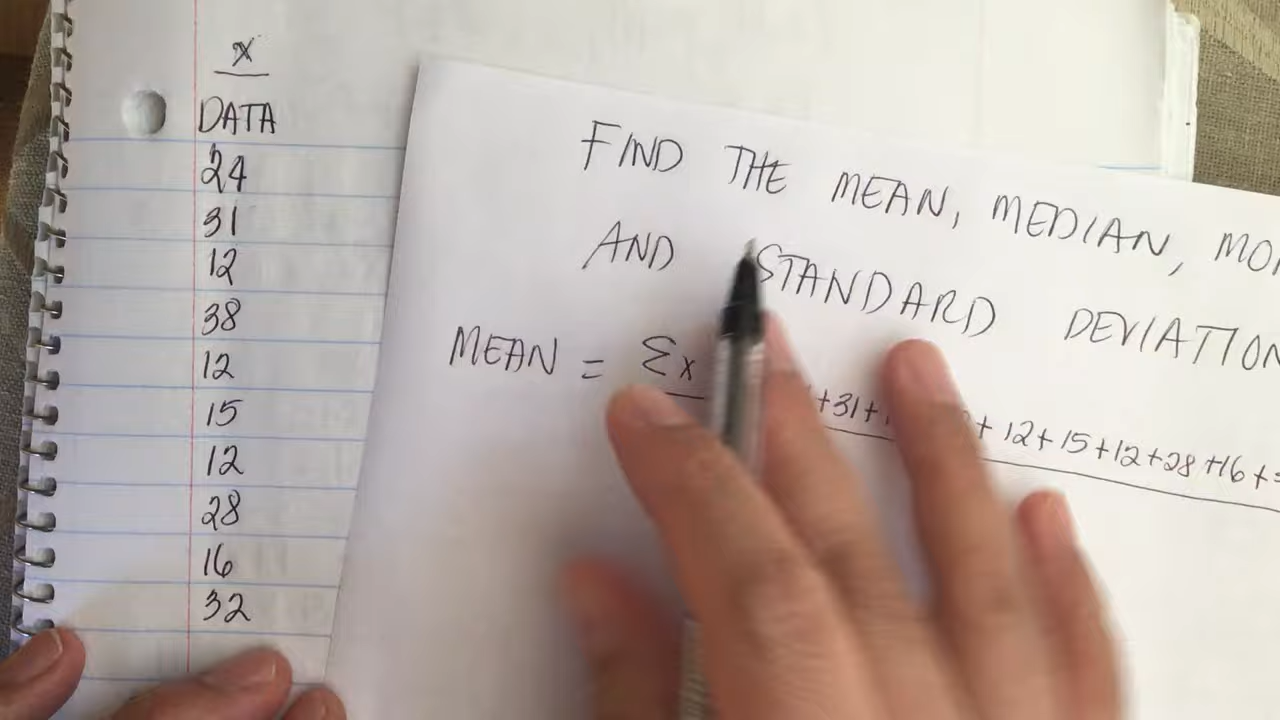 x
DATA
24
31
12
38
12
15
12
28
16
32
FIND THE MEAN, MEDIAN,
AND STANDARD DEVIATION
MEAN = Σx
+31+ + 12+15+12+28+16+